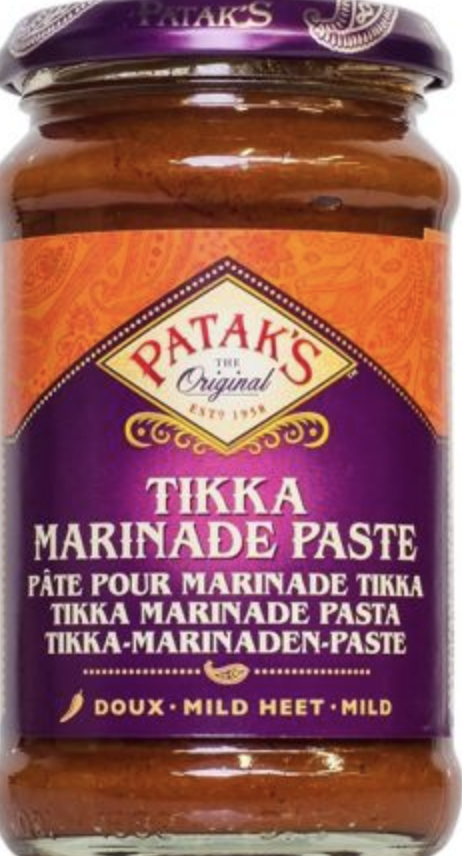 PATAK'S
PATAK'S
THE
Original
ESTD 1958
TIKKA
MARINADE PASTE
PÂTE POUR MARINADE TIKKA
TIKKA MARINADE PASTA
TIKKA-MARINADEN-PASTE
DOUX · MILD HEET · MILD